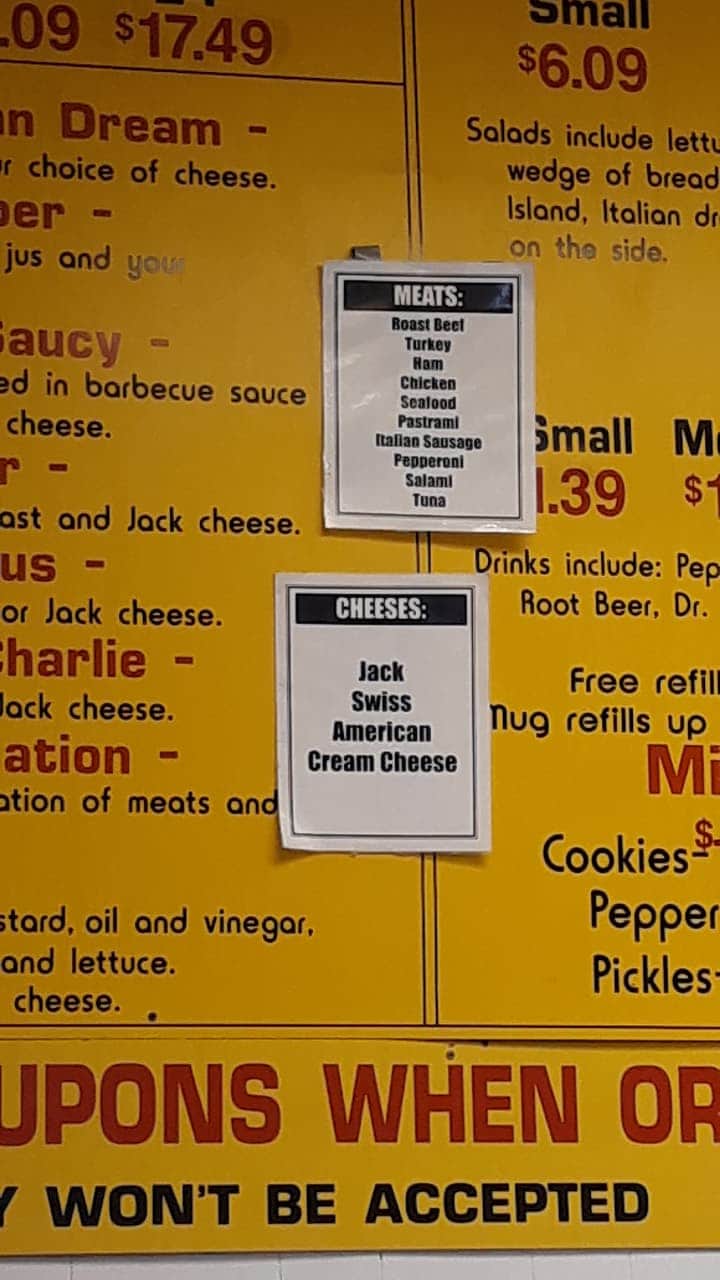 .09 $17.49
n Dream -
r choice of cheese.
er -
jus and your
aucy -
ed in barbecue sauce
cheese.
r -
ast and Jack cheese.
us -
or Jack cheese.
harlie -
Jack cheese.
ation -
ation of meats and
stard, oil and vinegar,
and lettuce.
cheese.
MEATS:
Roast Beef
Turkey
Ham
Chicken
Seafood
Pastrami
Italian Sausage
Pepperoni
Salami
Tuna
CHEESES:
Jack
Swiss
American
Cream Cheese
Small
$6.09
Salads include lettu
wedge of bread
Island, Italian dr
on the side.
Small M
1.39 $1
Drinks include: Pep
Root Beer, Dr.
Free refill
mug refills up
Mi
Cookies-$
Pepper
Pickles-
UPONS WHEN OR
Y WON'T BE ACCEPTED